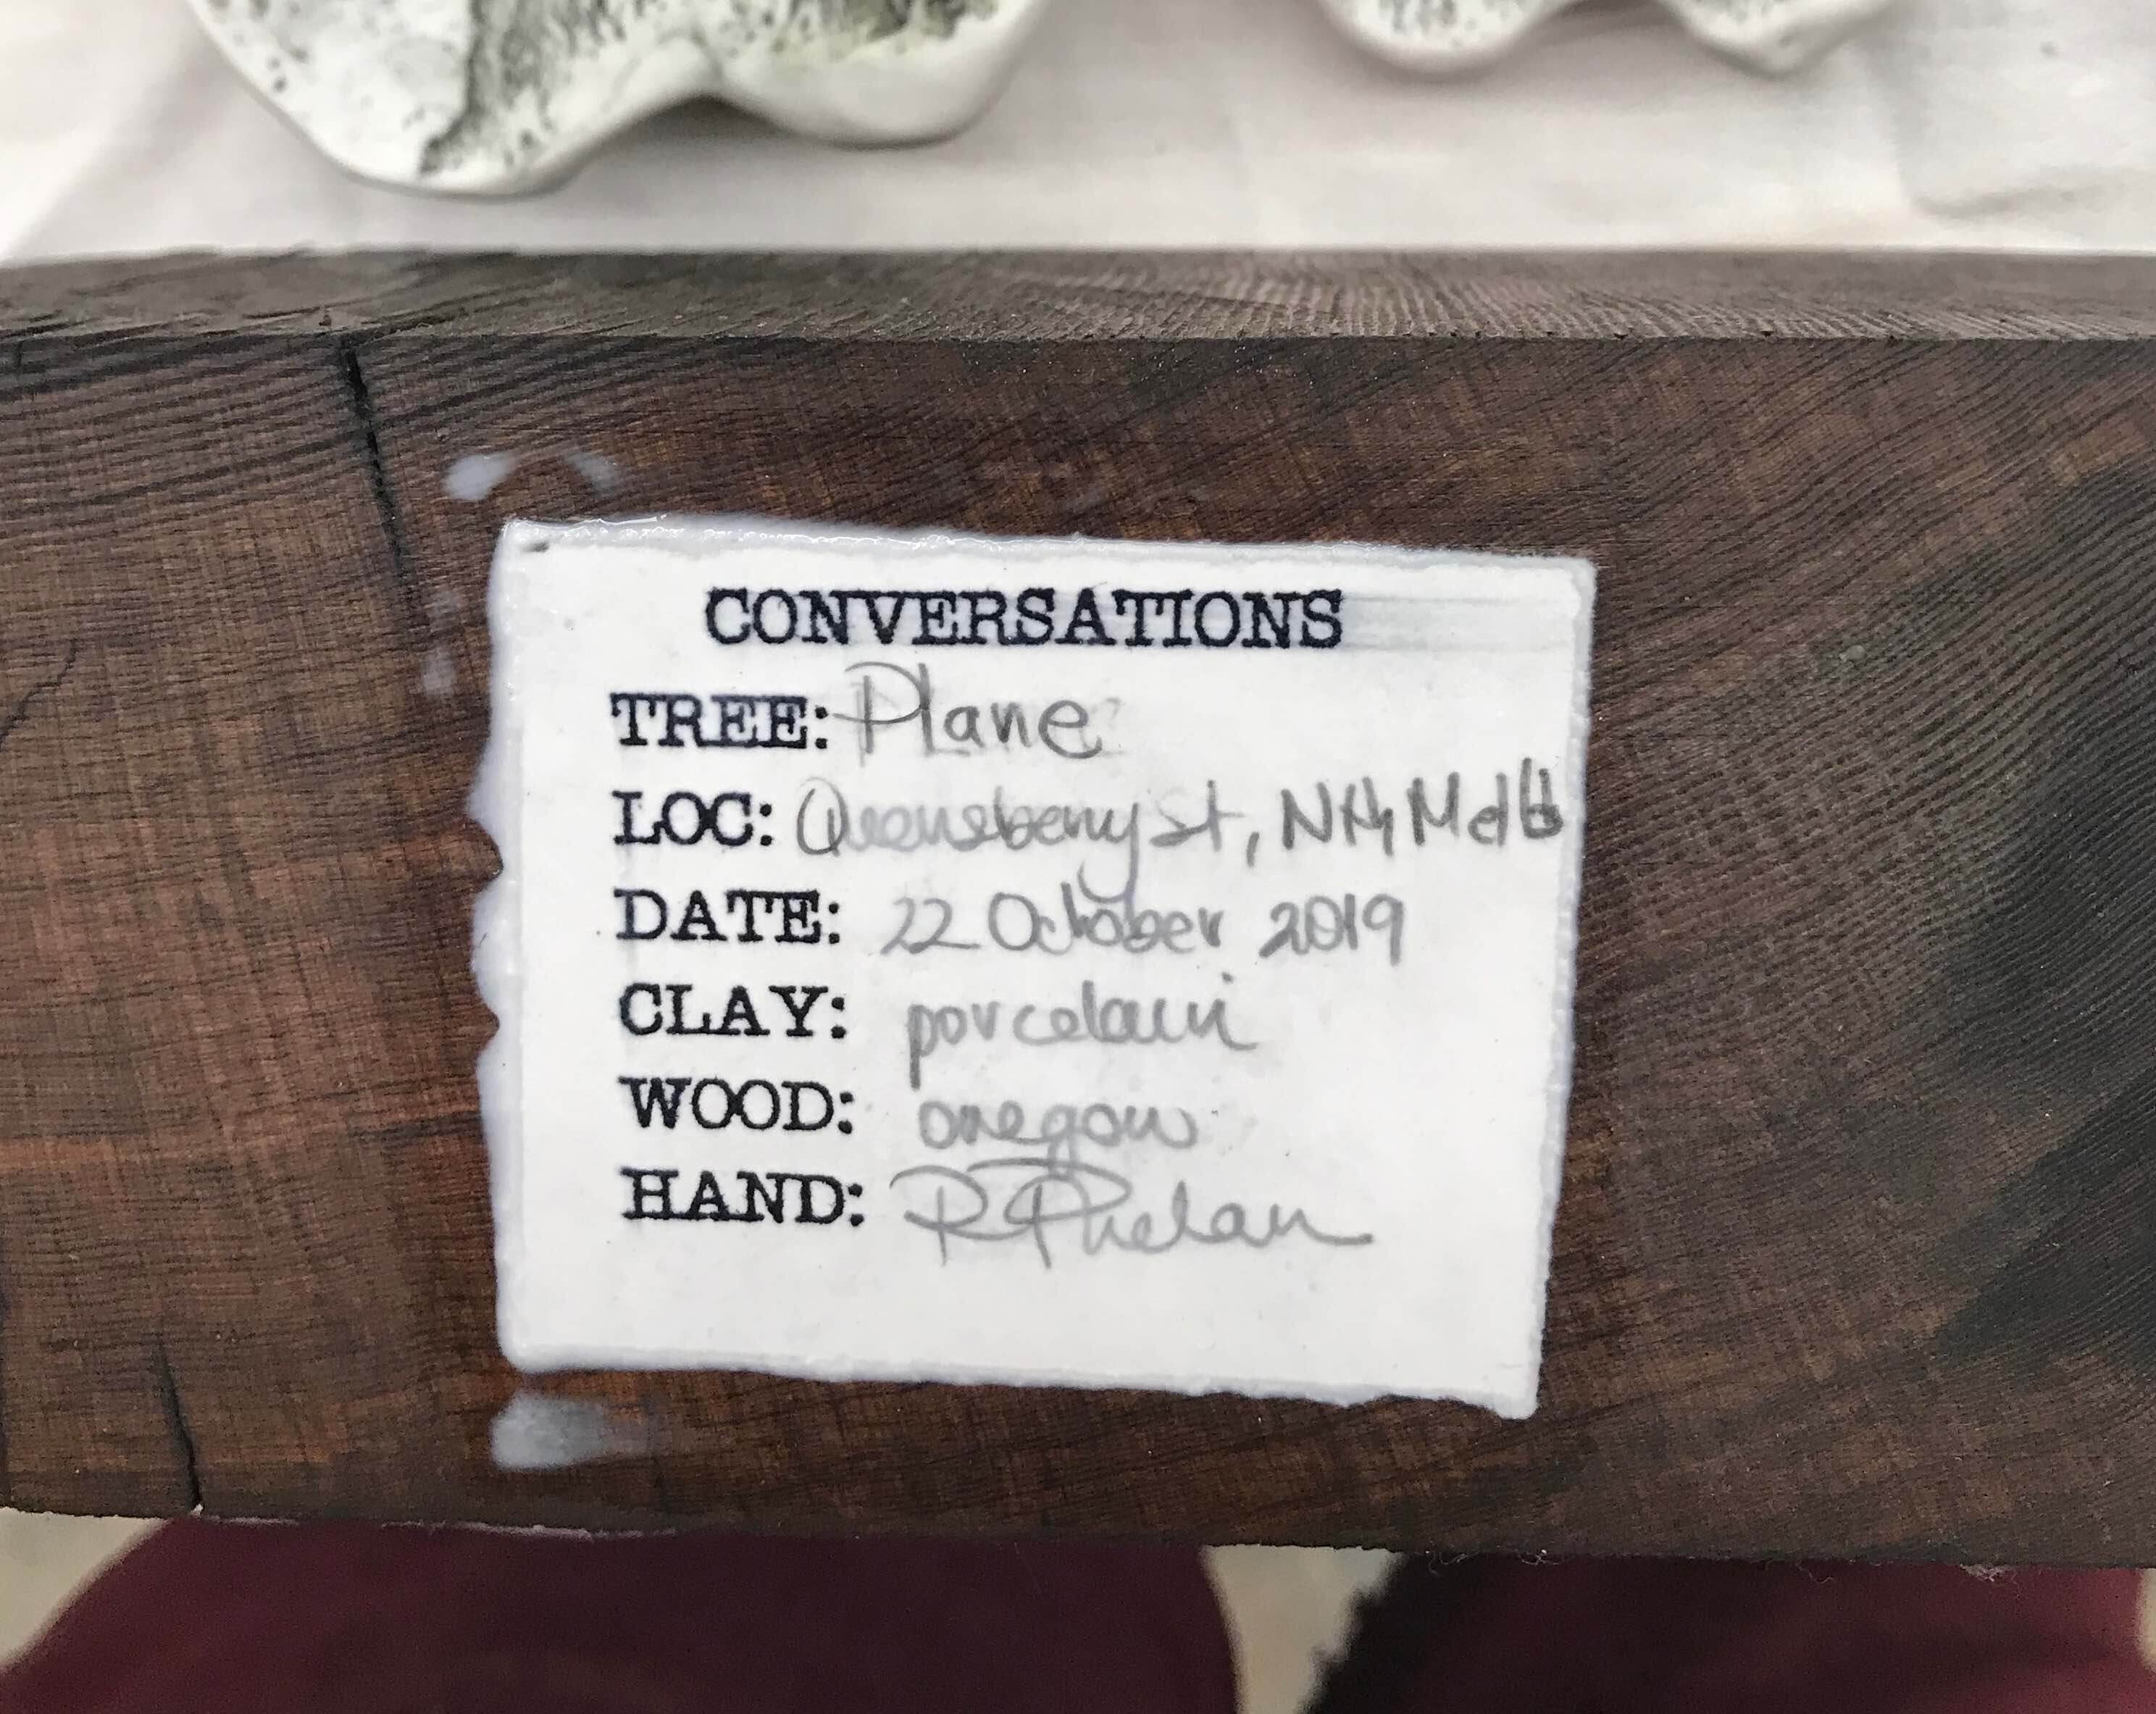 CONVERSATIONS
TREE: Plane
LOC: Queensberry St, Nth Melb
DATE: 22 October 2019
CLAY: porcelain
WOOD: oregon
HAND: R Phelan